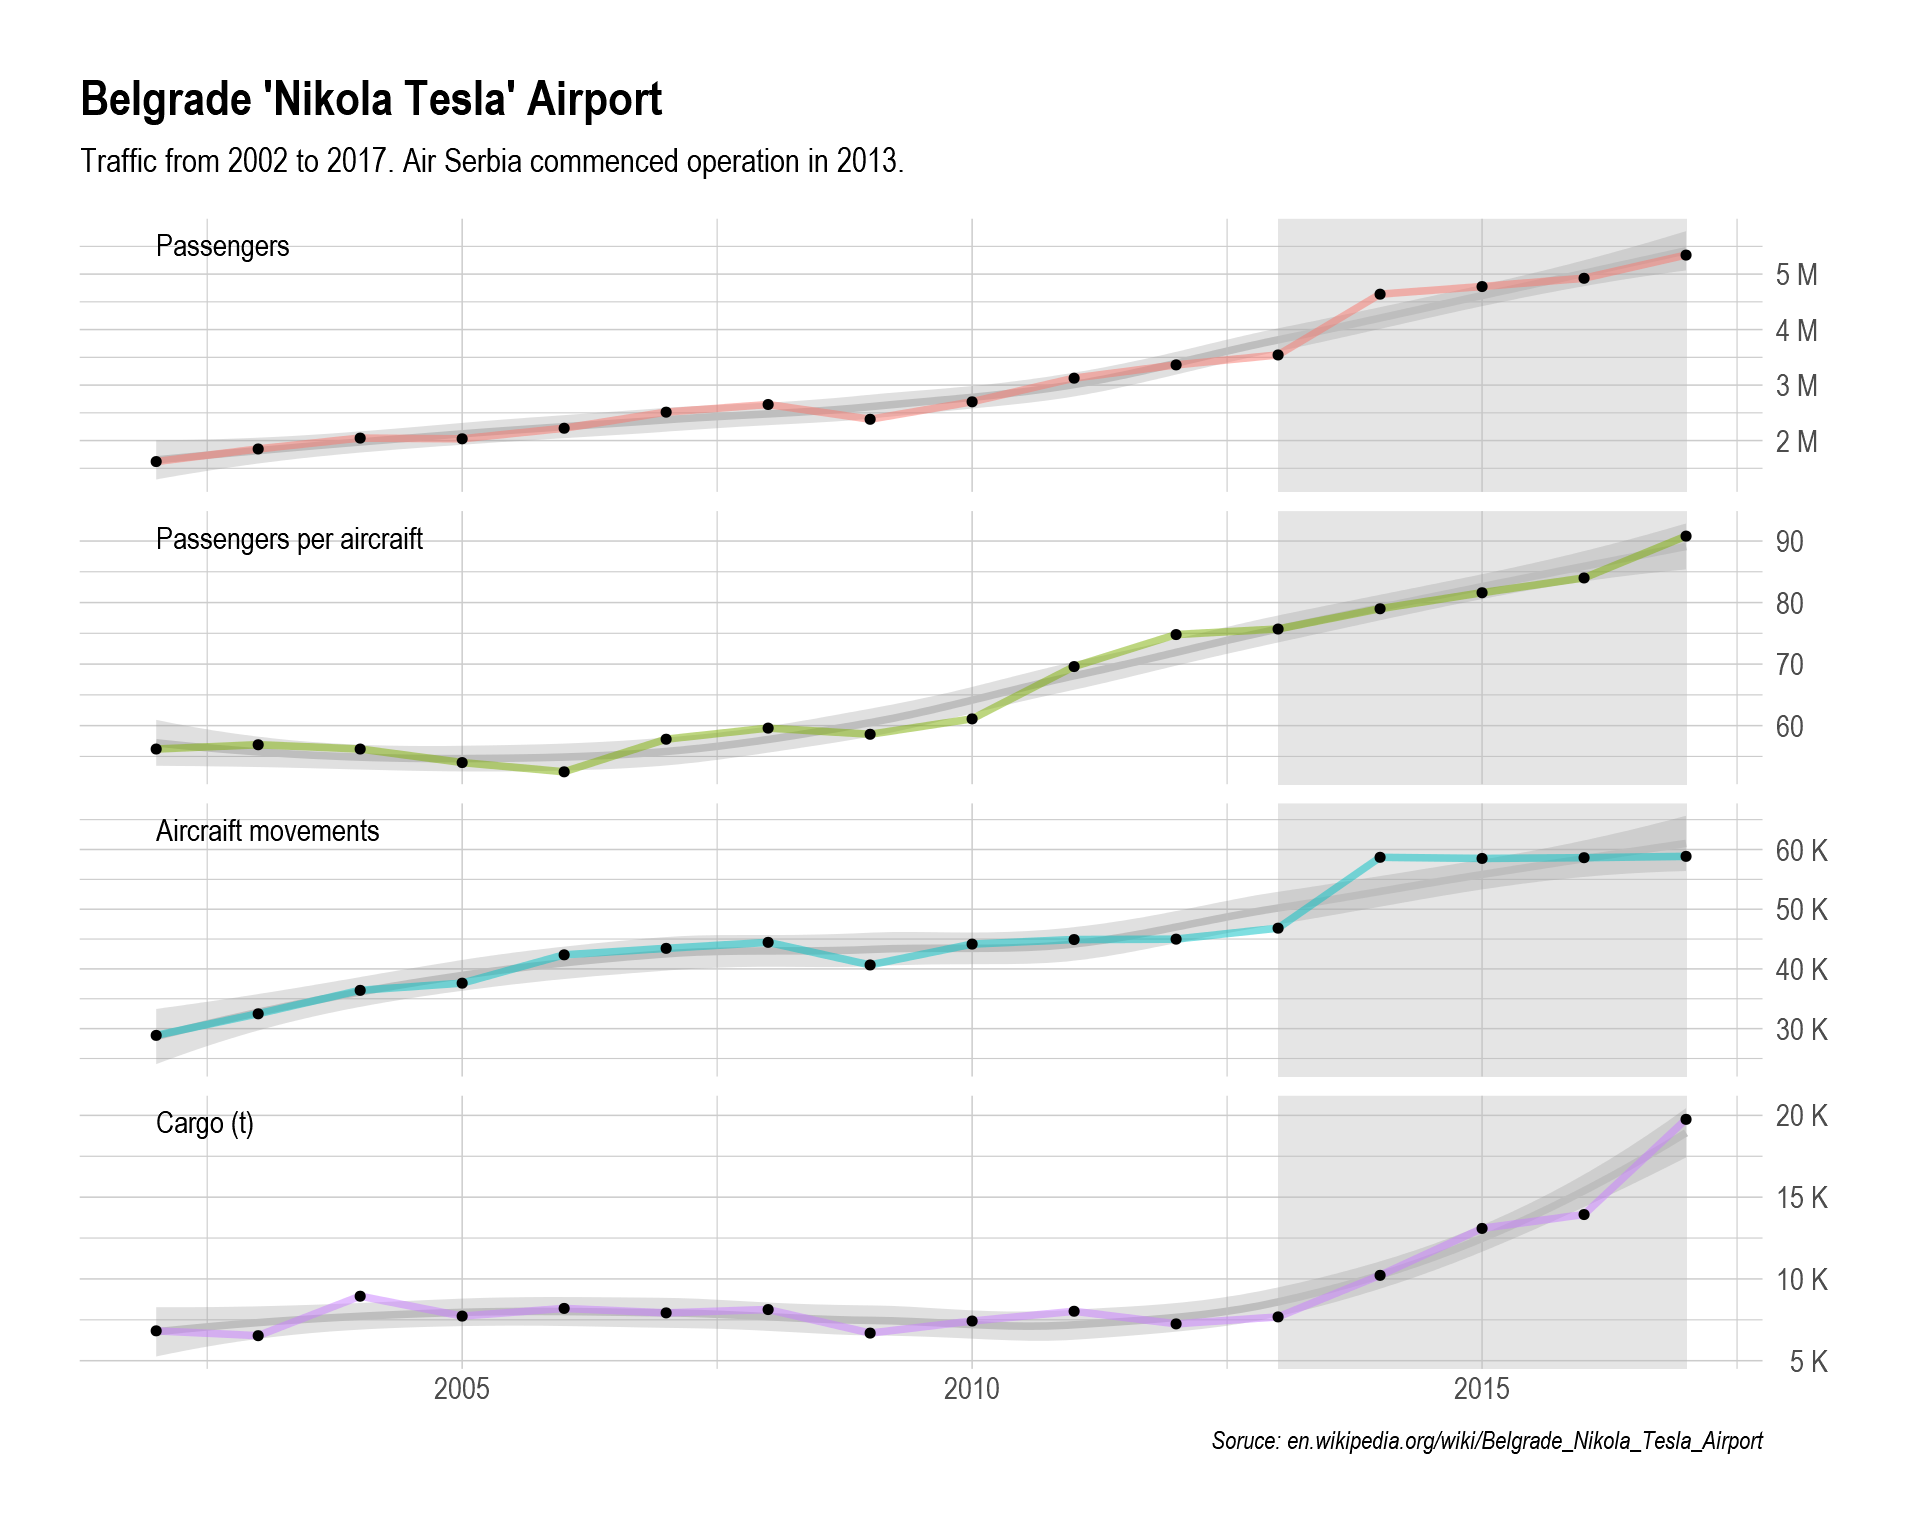 Belgrade 'Nikola Tesla' Airport
Traffic from 2002 to 2017. Air Serbia commenced operation in 2013.
Passengers
5 M
4 M
3 M
2 M
Passengers per aircraift
90
80
70
60
Aircraift movements
60 K
50 K
40 K
30 K
Cargo (t)
20 K
15 K
10 K
5 K
2005 2010 2015
Soruce: en.wikipedia.org/wiki/Belgrade_Nikola_Tesla_Airport